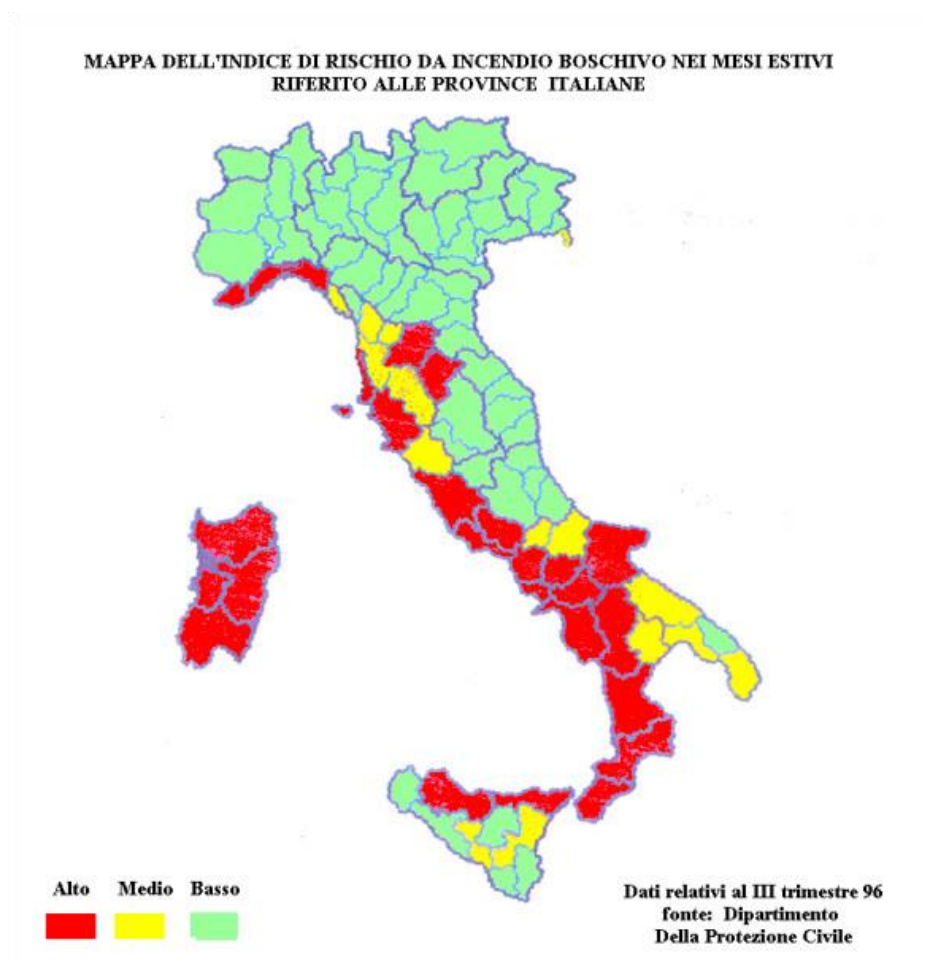 MAPPA DELL'INDICE DI RISCHIO DA INCENDIO BOSCHIVO NEI MESI ESTIVI
RIFERITO ALLE PROVINCE ITALIANE
Alto Medio Basso
Dati relativi al III trimestre 96
fonte: Dipartimento
Della Protezione Civile